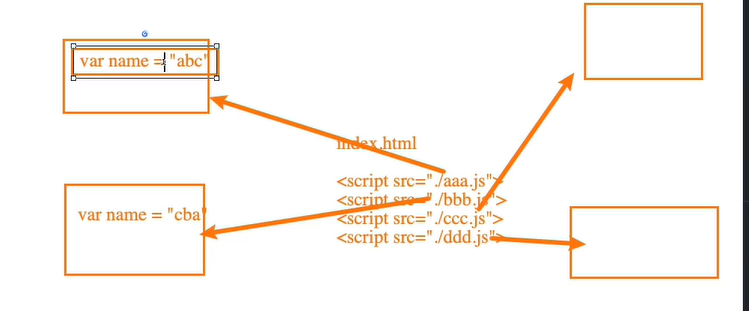 var name = "abc"
index.html
<script src="./aaa.js">
<script src="./bbb.js">
var name = "cba"
<script src="./ccc.js">
<script src="./ddd.js">